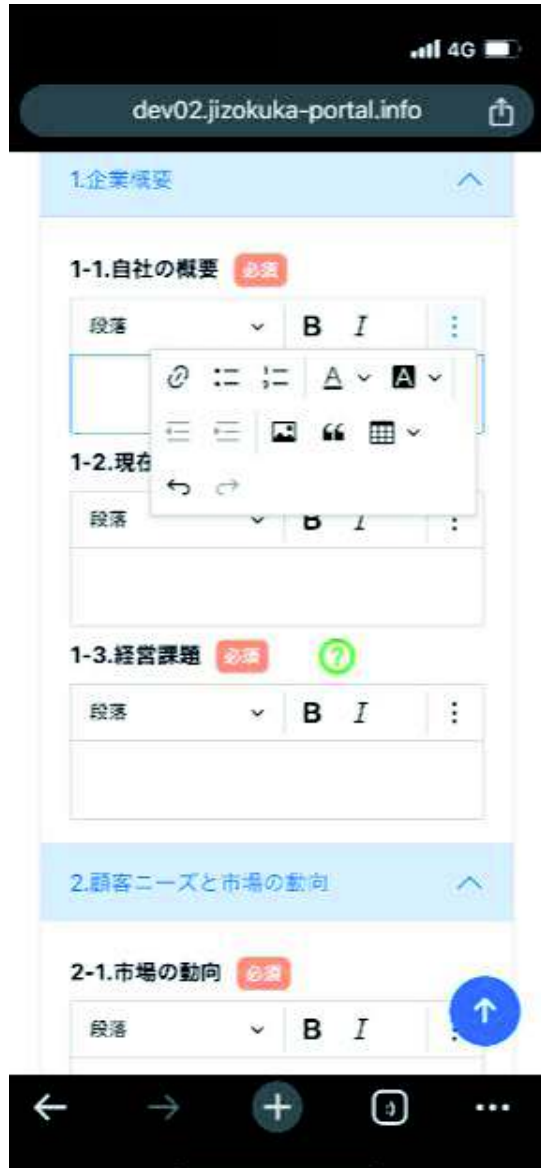 4G
dev02.jizokuka-portal.info
1.企業概要
1-1.自社の概要 必須
段落 B I
A A
1-2.現在
段落 B I
1-3.経営課題 必須 ?
段落 B I
2.顧客ニーズと市場の動向
2-1.市場の動向 必須
段落 B I
:)